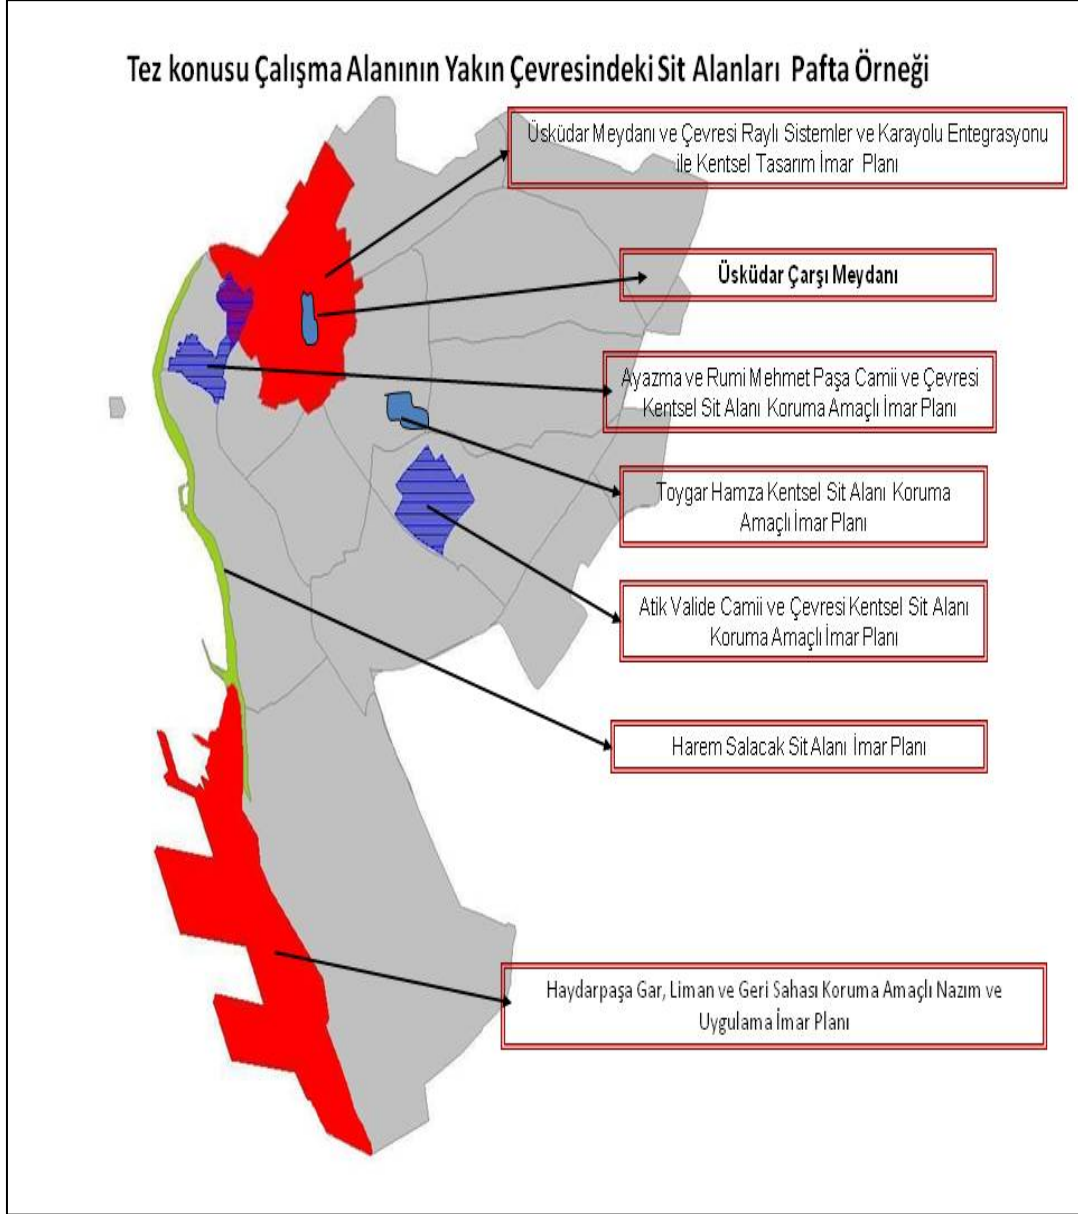 Tez konusu Çalışma Alanının Yakın Çevresindeki Sit Alanları Pafta Örneği
Üsküdar Meydanı ve Çevresi Raylı Sistemler ve Karayolu Entegrasyonu
ile Kentsel Tasarım İmar Planı
Üsküdar Çarşı Meydanı
Ayazma ve Rumi Mehmet Paşa Camii ve Çevresi
Kentsel Sit Alanı Koruma Amaçlı İmar Planı
Toygar Hamza Kentsel Sit Alanı Koruma
Amaçlı İmar Planı
Atik Valide Camii ve Çevresi Kentsel Sit Alanı
Koruma Amaçlı İmar Planı
Harem Salacak Sit Alanı İmar Planı
Haydarpaşa Gar, Liman ve Geri Sahası Koruma Amaçlı Nazım ve
Uygulama İmar Planı